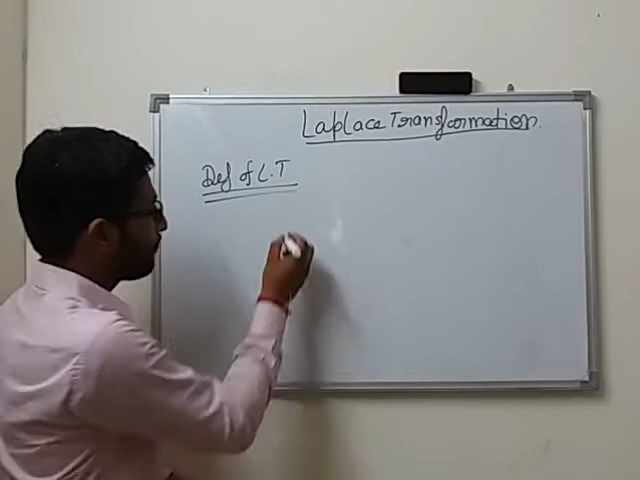 Laplace Transformation.
Def of L.T